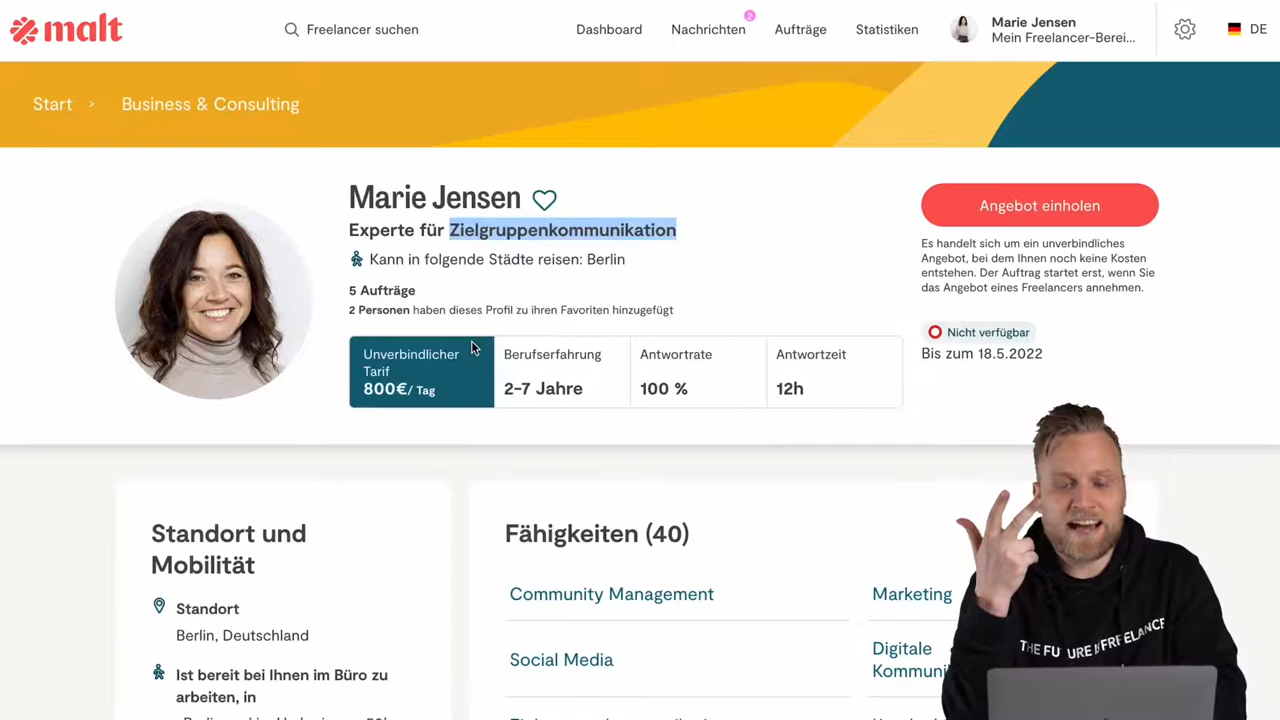 malt
Freelancer suchen
Dashboard
Nachrichten
2
Aufträge
Statistiken
Marie Jensen
Mein Freelancer-Berei...
DE
Start > Business & Consulting
Marie Jensen
Experte für Zielgruppenkommunikation
Kann in folgende Städte reisen: Berlin
5 Aufträge
2 Personen haben dieses Profil zu ihren Favoriten hinzugefügt
Unverbindlicher
Tarif
800€/ Tag
Berufserfahrung
2-7 Jahre
Antwortrate
100 %
Antwortzeit
12h
Angebot einholen
Es handelt sich um ein unverbindliches
Angebot, bei dem Ihnen noch keine Kosten
entstehen. Der Auftrag startet erst, wenn Sie
das Angebot eines Freelancers annehmen.
Nicht verfügbar
Bis zum 18.5.2022
Standort und
Mobilität
Standort
Berlin, Deutschland
Ist bereit bei Ihnen im Büro zu
arbeiten, in
Fähigkeiten (40)
Community Management
Marketing
Social Media
Digitale
Kommuni
THE FU URE IS FREELANCE